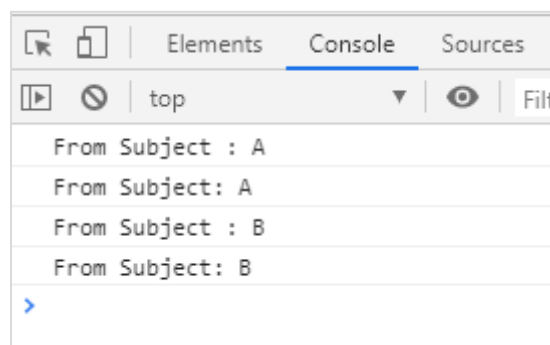 Elements Console Sources
top
From Subject : A
From Subject: A
From Subject : B
From Subject: B
>